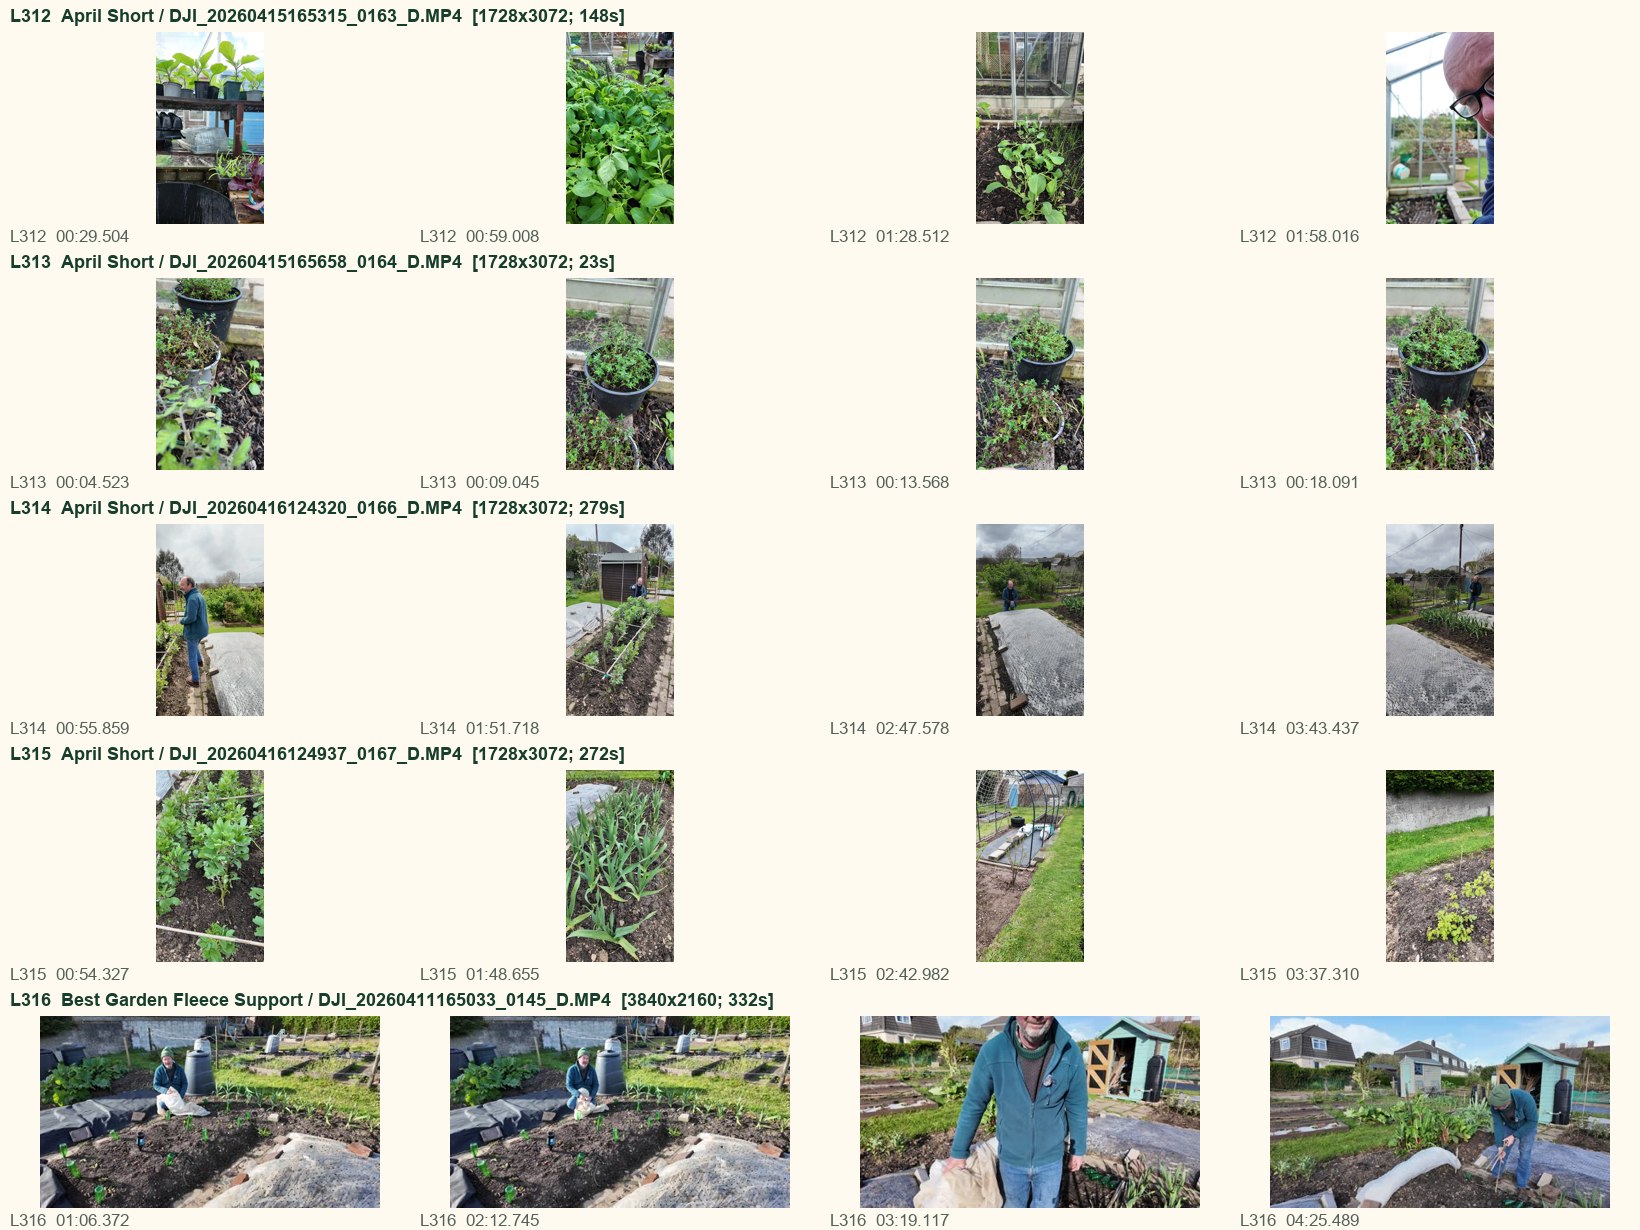 L312 April Short / DJI_20260415165315_0163_D.MP4 [1728x3072; 148s]
L312 00:29.504
L312 00:59.008
L312 01:28.512
L312 01:58.016
L313 April Short / DJI_20260415165658_0164_D.MP4 [1728x3072; 23s]
L313 00:04.523
L313 00:09.045
L313 00:13.568
L313 00:18.091
L314 April Short / DJI_20260416124320_0166_D.MP4 [1728x3072; 279s]
L314 00:55.859
L314 01:51.718
L314 02:47.578
L314 03:43.437
L315 April Short / DJI_20260416124937_0167_D.MP4 [1728x3072; 272s]
L315 00:54.327
L315 01:48.655
L315 02:42.982
L315 03:37.310
L316 Best Garden Fleece Support / DJI_20260411165033_0145_D.MP4 [3840x2160; 332s]
L316 01:06.372
L316 02:12.745
L316 03:19.117
L316 04:25.489